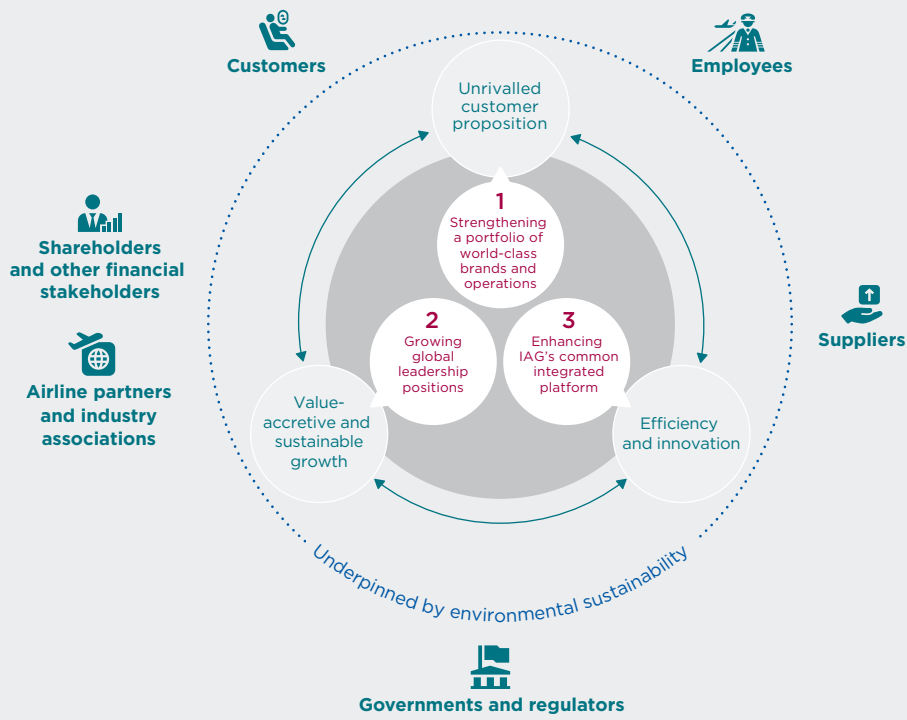 Customers
Employees
Unrivalled
customer
proposition
1
Strengthening
a portfolio of
world-class
brands and
operations
Shareholders
and other financial
stakeholders
2
Growing
global
leadership
positions
3
Enhancing
IAG's common
integrated
platform
Suppliers
Airline partners
and industry
associations
Value-
accretive and
sustainable
growth
Efficiency
and innovation
Underpinned by environmental sustainability
Governments and regulators